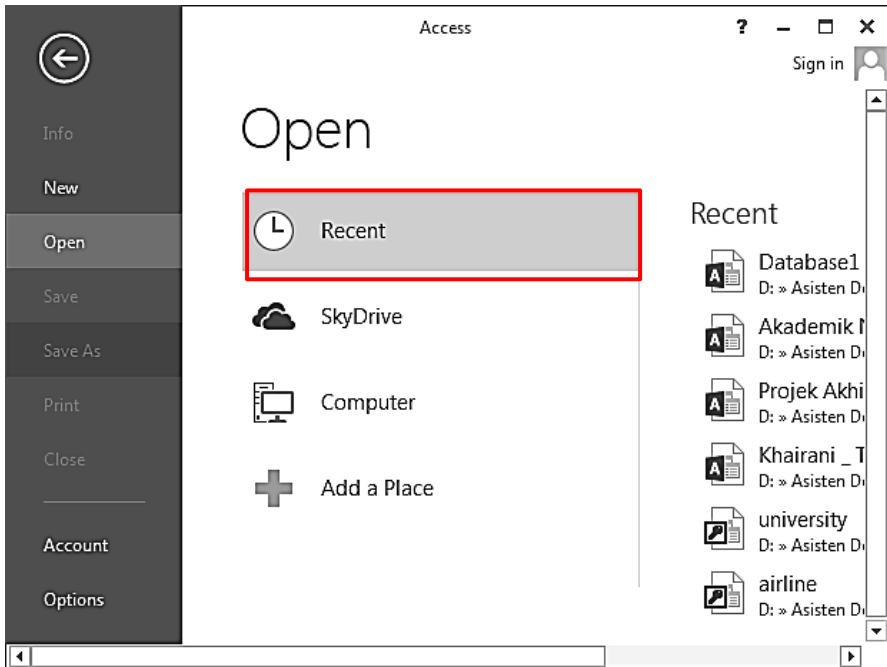 Access
?
Sign in
Info
New
Open
Save
Save As
Print
Close
Account
Options
Open
Recent
SkyDrive
Computer
Add a Place
Recent
Database1
D: » Asisten
Akademik
D: » Asisten
Projek Akhi
D: » Asisten
Khairani _ T
D: » Asisten
university
D: » Asisten
airline
D: » Asisten